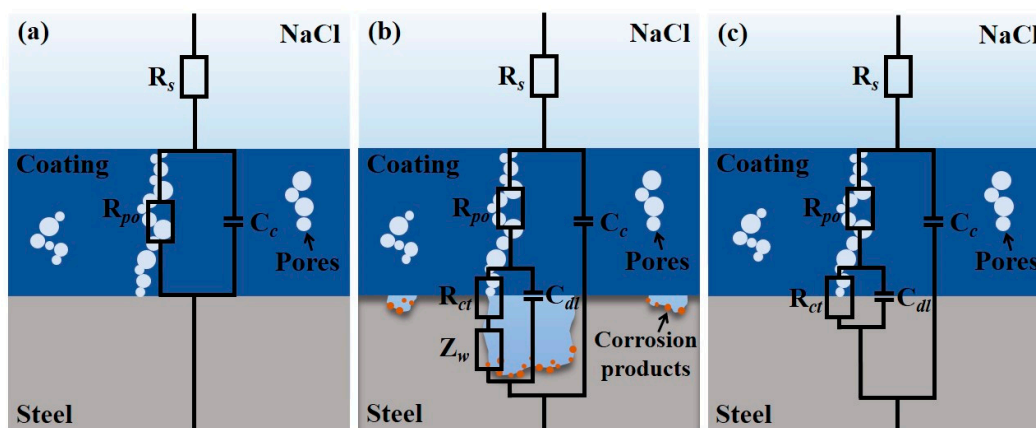 (a)
NaCl
Rs
Coating
Rpo
Cc
Pores
Steel
(b)
NaCl
Rs
Coating
Rpo
Cc
Pores
Rct
Cdl
Zw
Corrosion
products
Steel
(c)
NaCl
Rs
Coating
Rpo
Cc
Pores
Rct
Cdl
Steel